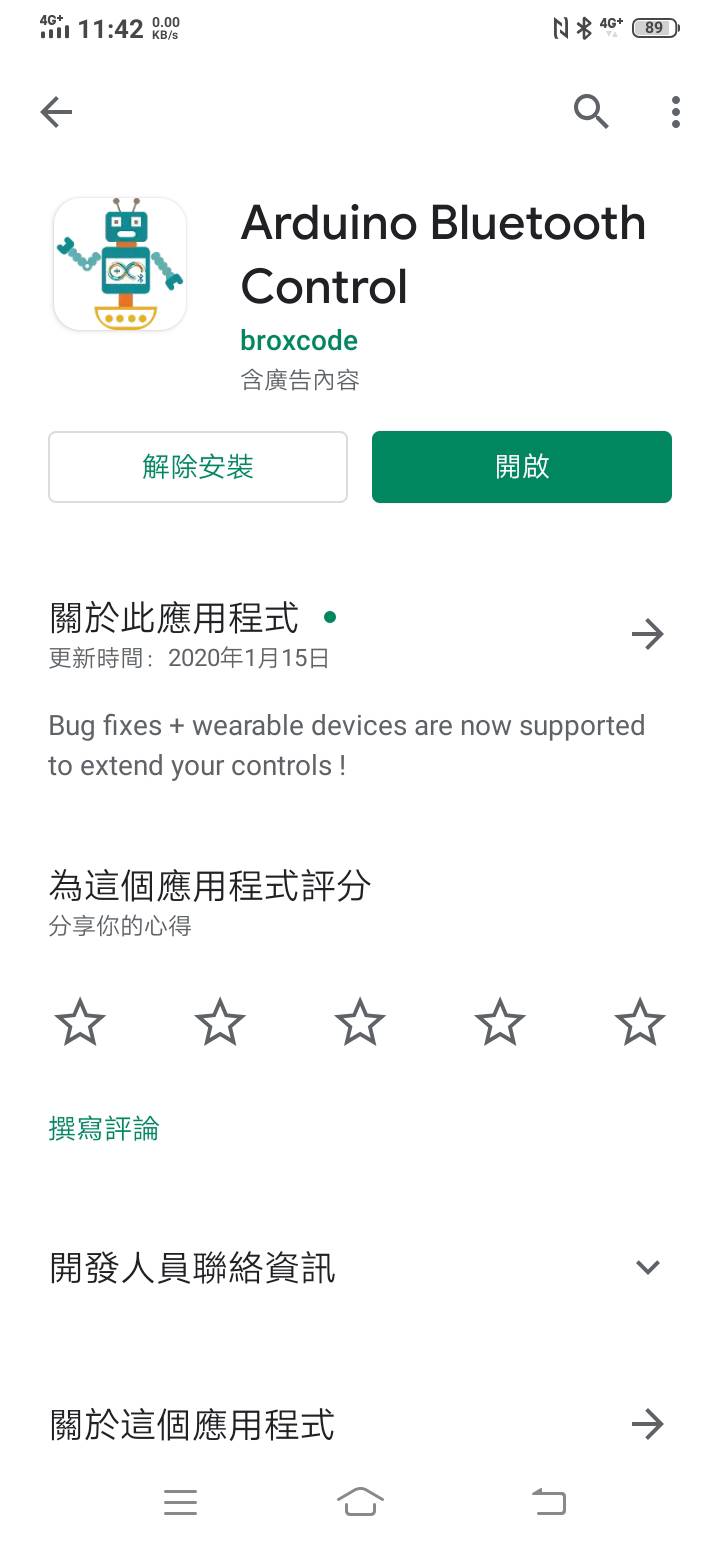 4G+ 11:42 0.00 KB/s 4G+ 89
Arduino Bluetooth
Control
broxcode
含廣告內容
解除安裝 開啟
關於此應用程式
更新時間：2020年1月15日
Bug fixes + wearable devices are now supported
to extend your controls !
為這個應用程式評分
分享你的心得
撰寫評論
開發人員聯絡資訊
關於這個應用程式